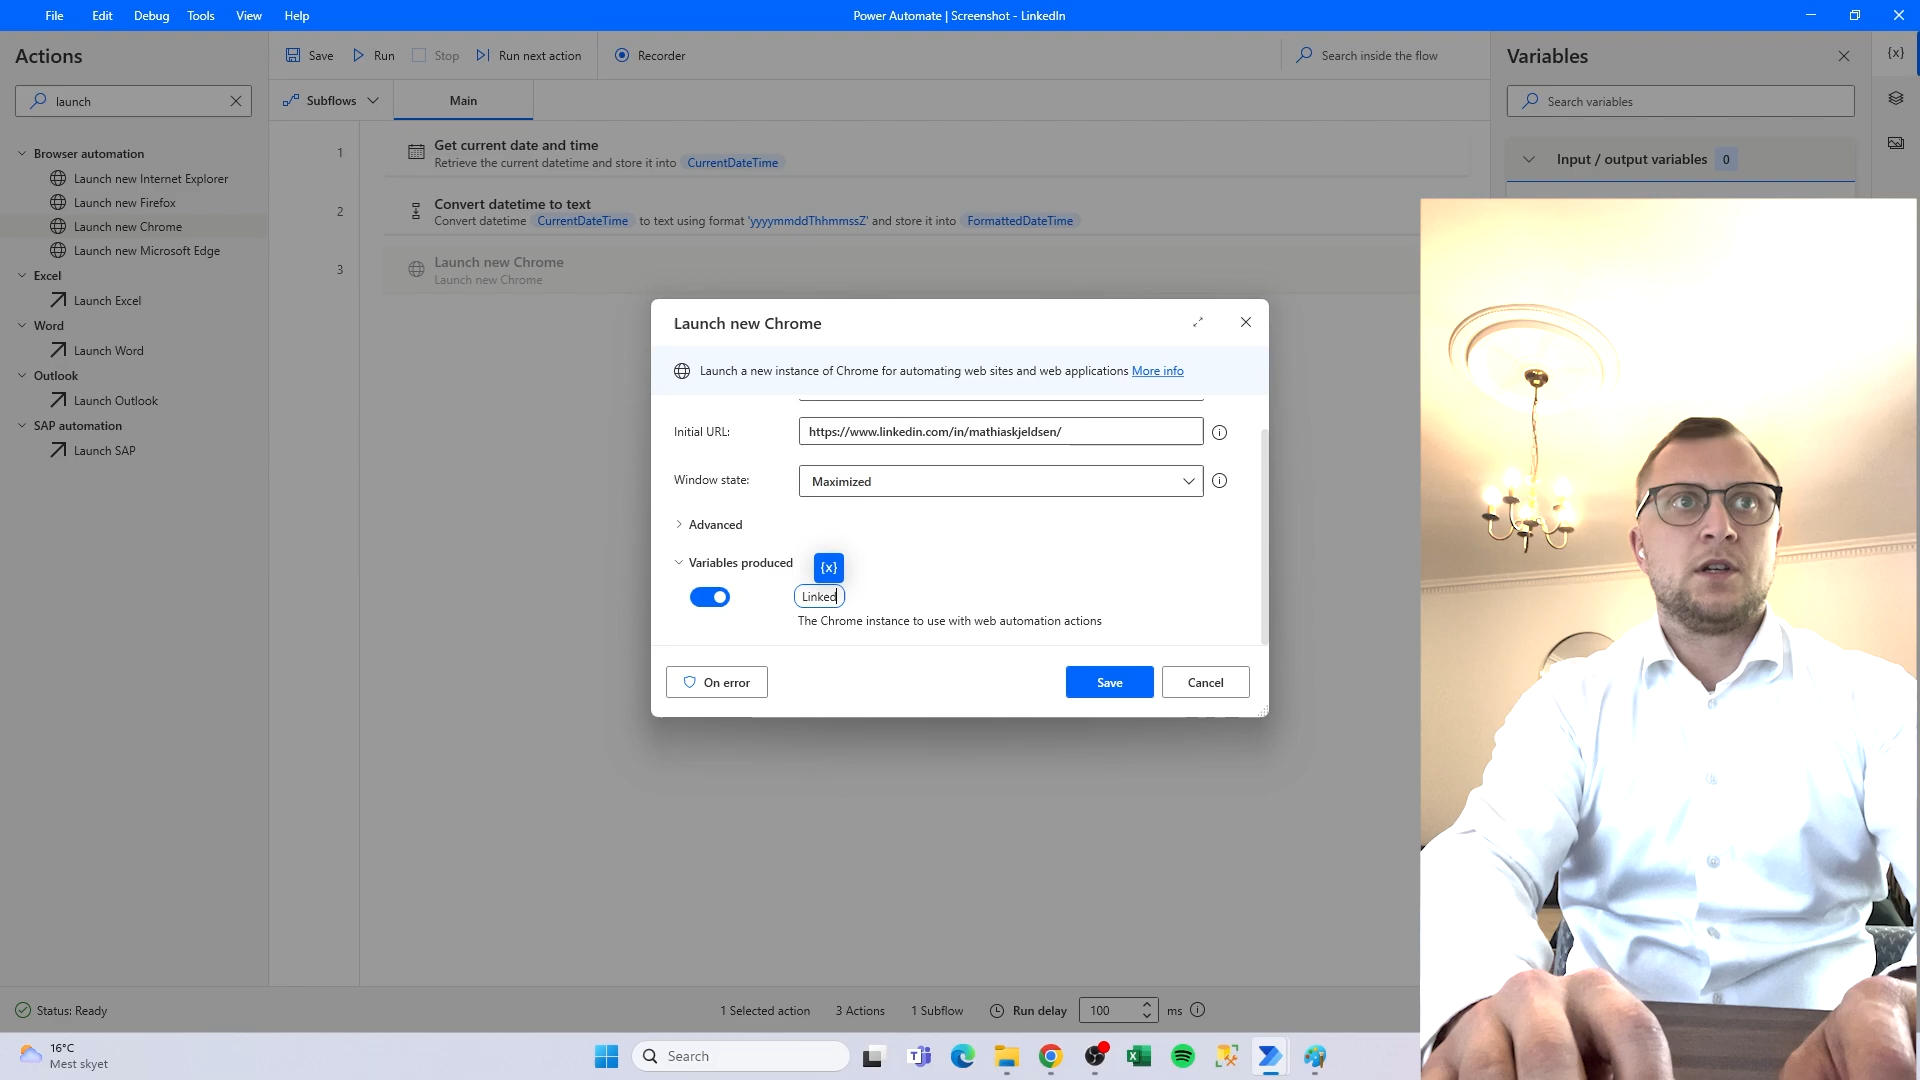 File Edit Debug Tools View Help
Power Automate | Screenshot - LinkedIn
Actions
launch
Browser automation
Launch new Internet Explorer
Launch new Firefox
Launch new Chrome
Launch new Microsoft Edge
Excel
Launch Excel
Word
Launch Word
Outlook
Launch Outlook
SAP automation
Launch SAP
Save Run Stop Run next action Recorder
Search inside the flow
Subflows Main
1 Get current date and time
Retrieve the current datetime and store it into CurrentDateTime
2 Convert datetime to text
Convert datetime CurrentDateTime to text using format 'yyyymmddThhmmssZ' and store it into FormattedDateTime
3 Launch new Chrome
Launch new Chrome
Variables
{x}
Search variables
Input / output variables 0
Launch new Chrome
Launch a new instance of Chrome for automating web sites and web applications More info
Initial URL: https://www.linkedin.com/in/mathiaskjeldsen/
Window state: Maximized
Advanced
Variables produced {x}
Linked
The Chrome instance to use with web automation actions
On error Save Cancel
Status: Ready 1 Selected action 3 Actions 1 Subflow Run delay 100 ms
16°C
Mest skyet
Search